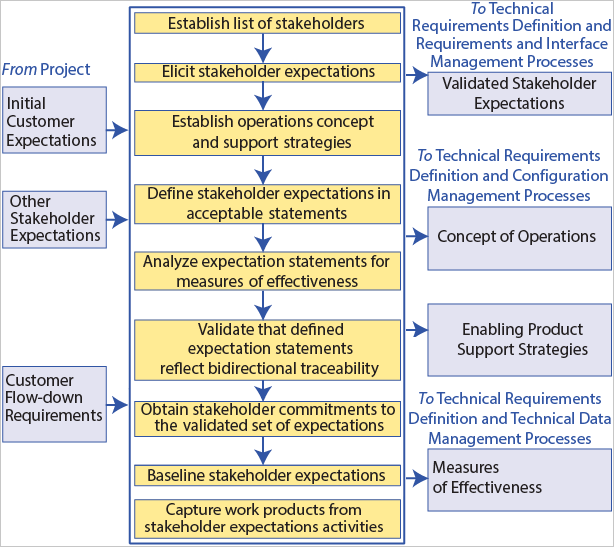 From Project
Initial
Customer
Expectations
Other
Stakeholder
Expectations
Customer
Flow-down
Requirements
Establish list of stakeholders
Elicit stakeholder expectations
Establish operations concept
and support strategies
Define stakeholder expectations in
acceptable statements
Analyze expectation statements for
measures of effectiveness
Validate that defined
expectation statements
reflect bidirectional traceability
Obtain stakeholder commitments to
the validated set of expectations
Baseline stakeholder expectations
Capture work products from
stakeholder expectations activities
To Technical
Requirements Definition and
Requirements and Interface
Management Processes
Validated Stakeholder
Expectations
To Technical Requirements
Definition and Configuration
Management Processes
Concept of Operations
Enabling Product
Support Strategies
To Technical Requirements
Definition and Technical Data
Management Processes
Measures
of Effectiveness